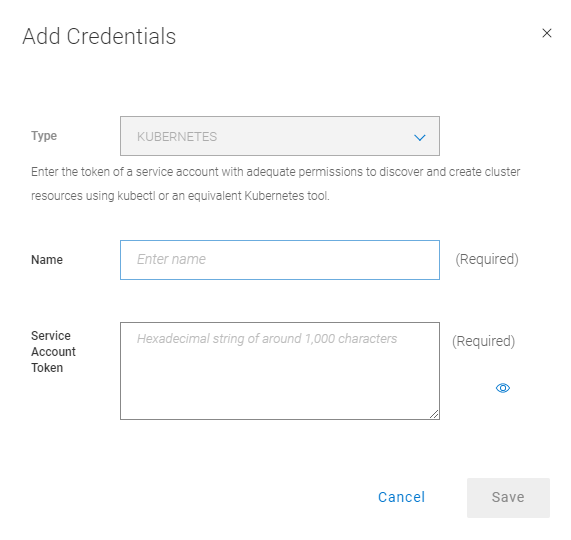 Add Credentials
Type
KUBERNETES
Enter the token of a service account with adequate permissions to discover and create cluster
resources using kubectl or an equivalent Kubernetes tool.
Name
Enter name
(Required)
Service
Account
Token
Hexadecimal string of around 1,000 characters
(Required)
Cancel
Save